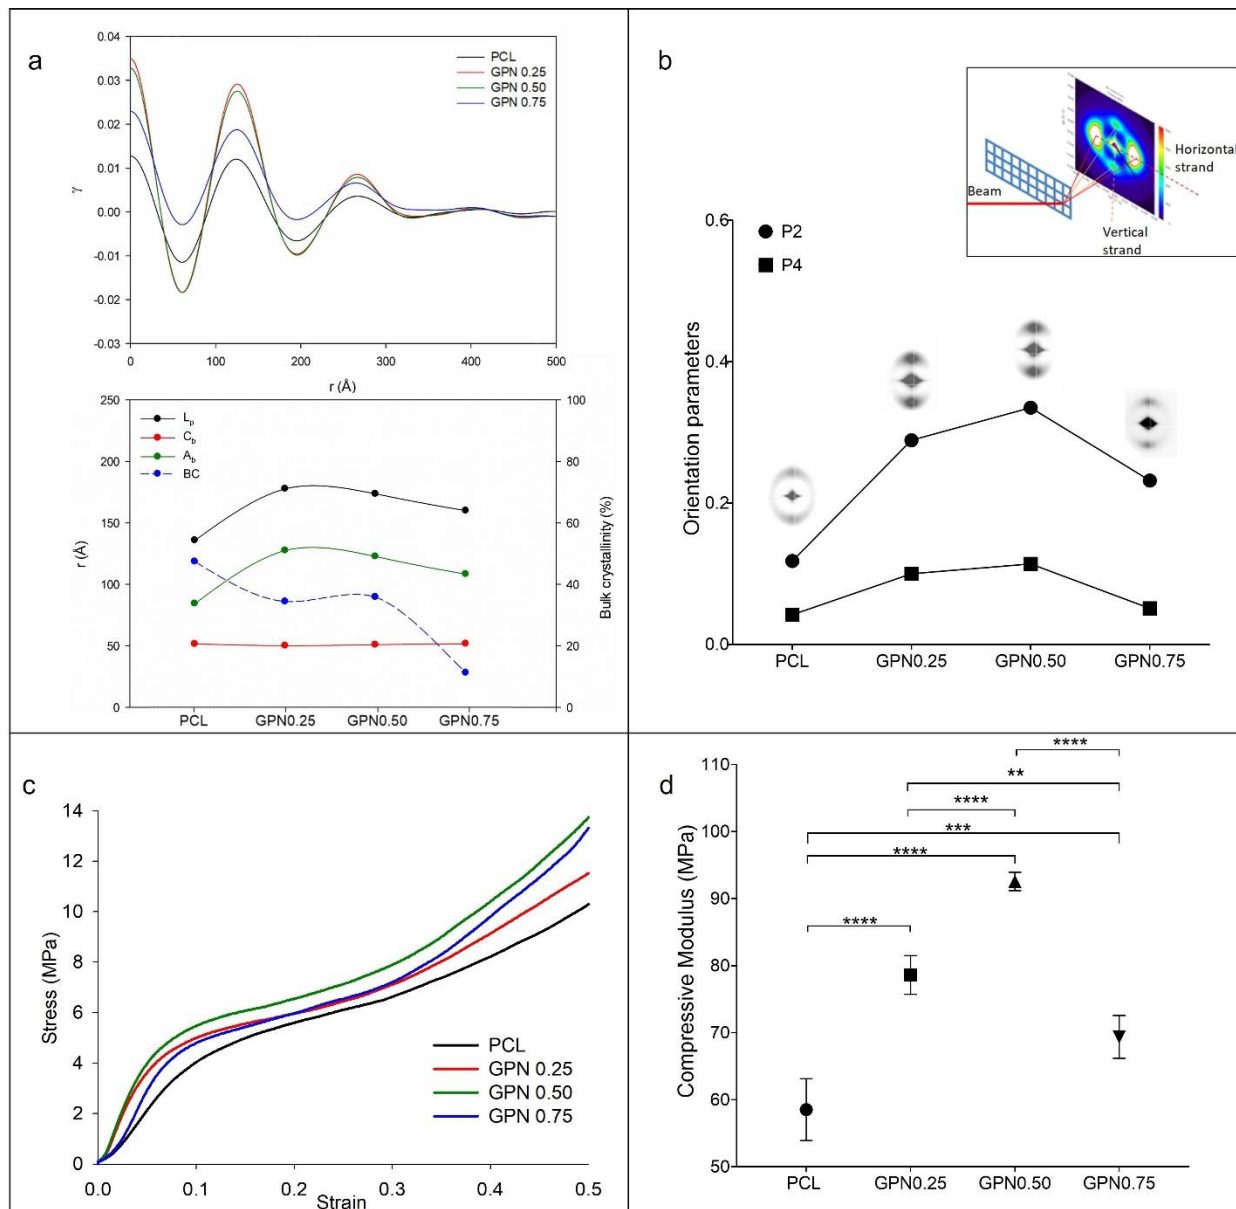 a
0.04
0.03
0.02
0.01
0.00
-0.01
-0.02
-0.03
γ
0
100
200
300
400
500
r (Å)
PCL
GPN 0.25
GPN 0.50
GPN 0.75
250
200
150
100
50
0
r (Å)
Lp
Cb
Ab
BC
100
80
60
40
20
0
Bulk crystallinity (%)
PCL
GPN0.25
GPN0.50
GPN0.75
b
Beam
Horizontal
strand
Vertical
strand
P2
P4
0.6
0.4
0.2
0.0
Orientation parameters
PCL
GPN0.25
GPN0.50
GPN0.75
c
14
12
10
8
6
4
2
0
Stress (MPa)
PCL
GPN 0.25
GPN 0.50
GPN 0.75
0.0
0.1
0.2
0.3
0.4
0.5
Strain
d
110
100
90
80
70
60
50
Compressive Modulus (MPa)
****
**
****
***
****
****
PCL
GPN0.25
GPN0.50
GPN0.75